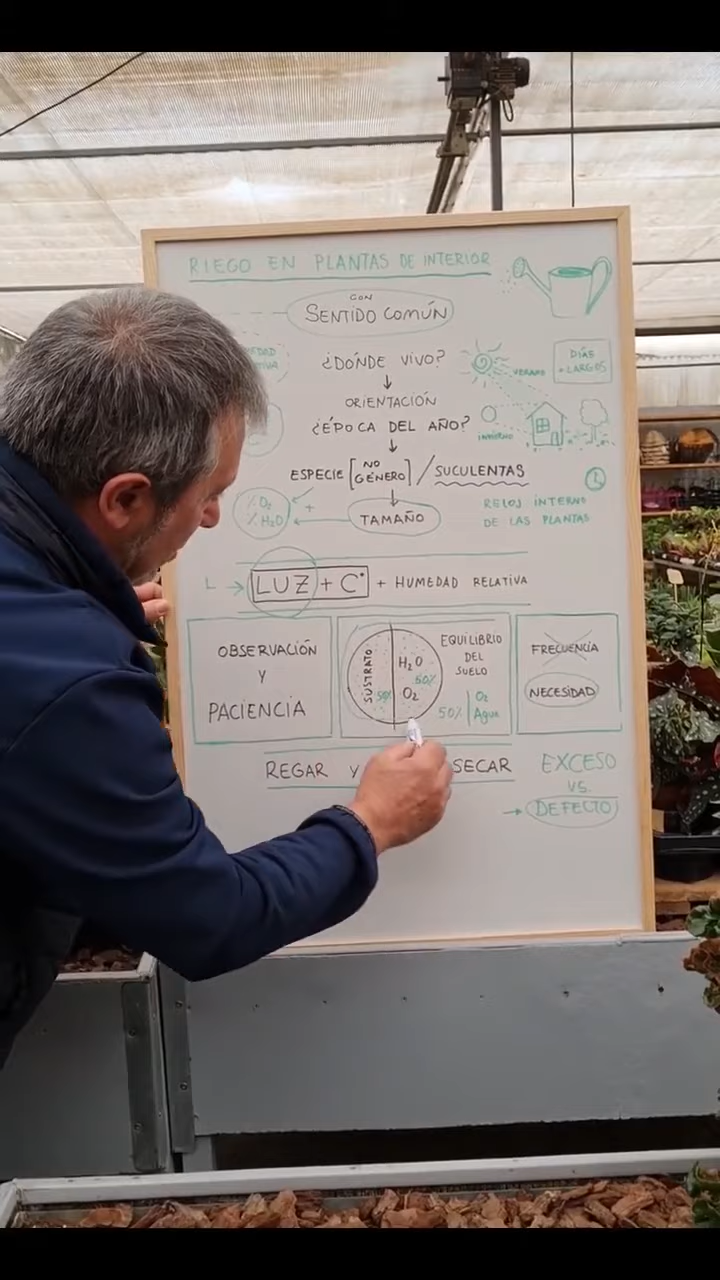 RIEGO EN PLANTAS DE INTERIOR
CON
SENTIDO COMÚN
¿DÓNDE VIVO?
VERANO
DÍAS
+ LARGOS
ORIENTACIÓN
¿ÉPOCA DEL AÑO?
INVIERNO
ESPECIE [NO GÉNERO] / SUCULENTAS
% O₂
% H₂O
+
TAMAÑO
RELOJ INTERNO
DE LAS PLANTAS
L → LUZ + C° + HUMEDAD RELATIVA
OBSERVACIÓN
Y
PACIENCIA
SUSTRATO
50%
H₂O
50%
O₂
EQUILIBRIO
DEL
SUELO
50% | O₂
Agua
FRECUENCIA
NECESIDAD
REGAR Y SECAR
EXCESO
VS.
→ DEFECTO